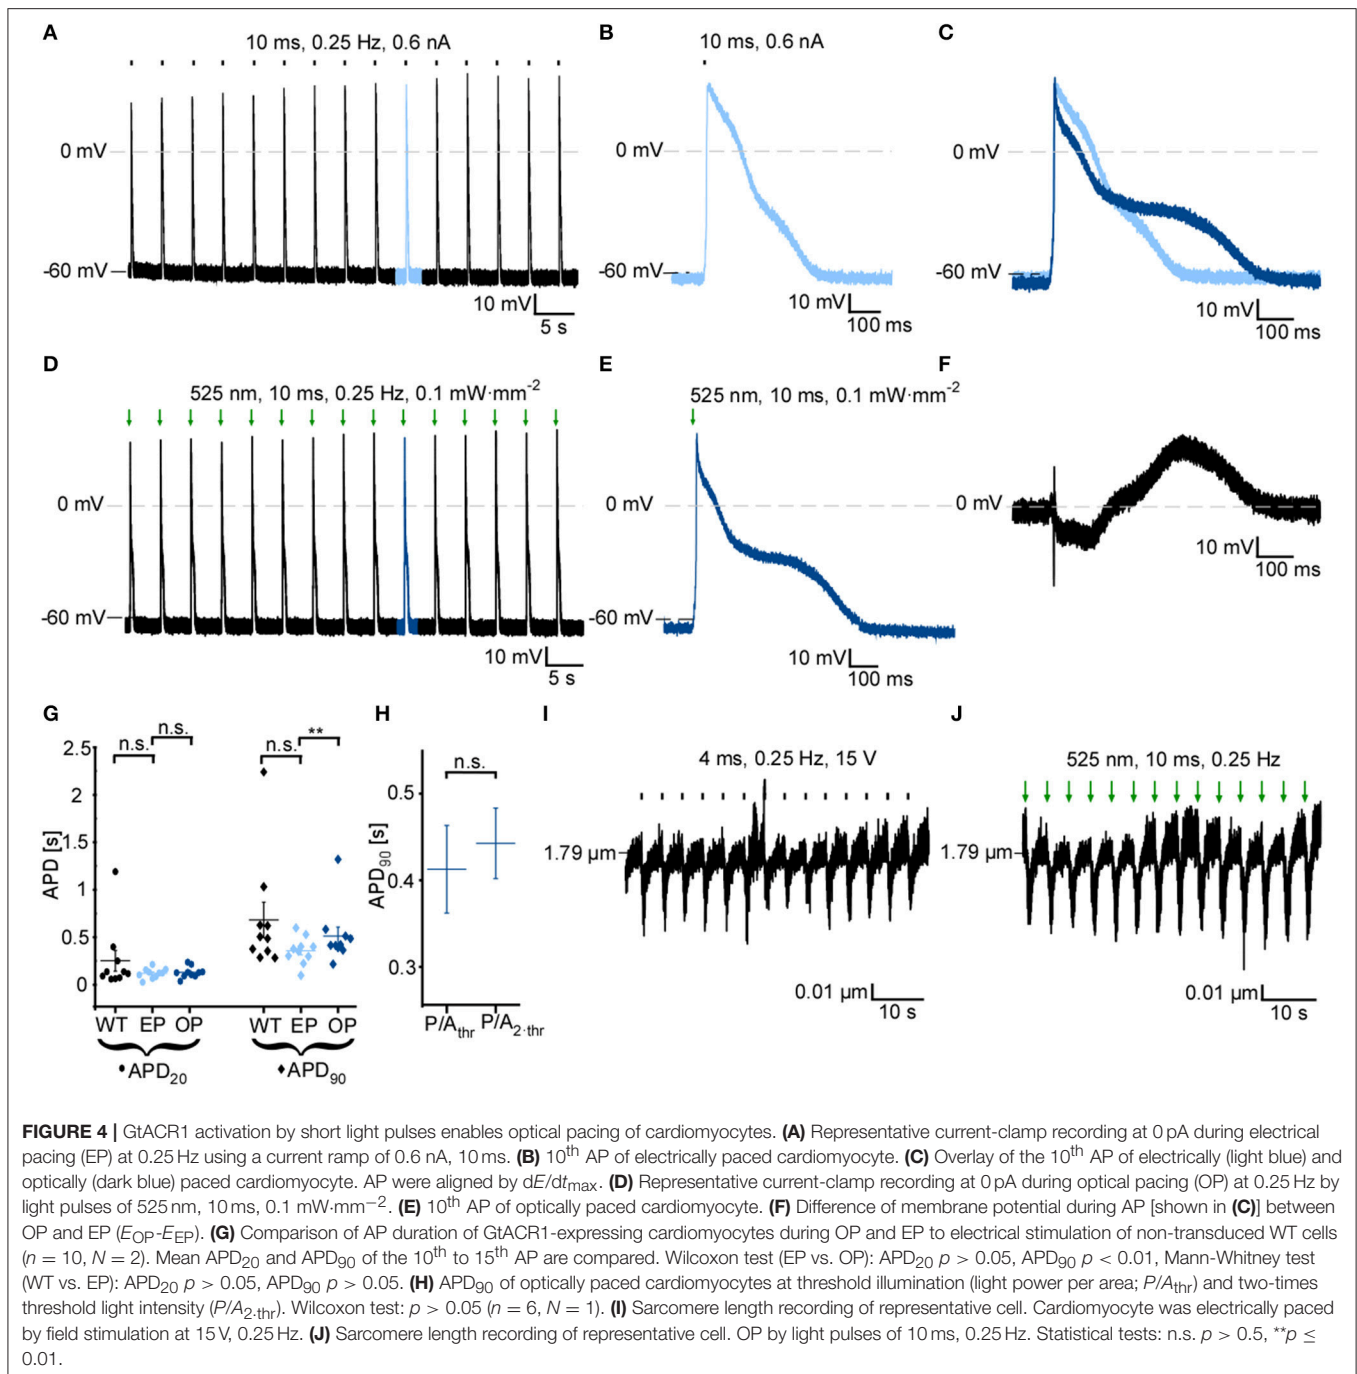 A
10 ms, 0.25 Hz, 0.6 nA
0 mV
-60 mV
10 mV
5 s
B
10 ms, 0.6 nA
0 mV
-60 mV
10 mV
100 ms
C
0 mV
-60 mV
10 mV
100 ms
D
525 nm, 10 ms, 0.25 Hz, 0.1 mW·mm-2
0 mV
-60 mV
10 mV
5 s
E
525 nm, 10 ms, 0.1 mW·mm-2
0 mV
-60 mV
10 mV
100 ms
F
0 mV
10 mV
100 ms
G
n.s.
n.s.
n.s.
**
2.5
2
1.5
1
0.5
0
APD [s]
WT EP OP
WT EP OP
•APD20
♦APD90
H
n.s.
0.5
0.4
0.3
APD90 [s]
P/Athr
P/A2·thr
I
4 ms, 0.25 Hz, 15 V
1.79 µm
0.01 µm
10 s
J
525 nm, 10 ms, 0.25 Hz
1.79 µm
0.01 µm
10 s
FIGURE 4 | GtACR1 activation by short light pulses enables optical pacing of cardiomyocytes. (A) Representative current-clamp recording at 0 pA during electrical
pacing (EP) at 0.25 Hz using a current ramp of 0.6 nA, 10 ms. (B) 10th AP of electrically paced cardiomyocyte. (C) Overlay of the 10th AP of electrically (light blue) and
optically (dark blue) paced cardiomyocyte. AP were aligned by dE/dtmax. (D) Representative current-clamp recording at 0 pA during optical pacing (OP) at 0.25 Hz by
light pulses of 525 nm, 10 ms, 0.1 mW·mm−2. (E) 10th AP of optically paced cardiomyocyte. (F) Difference of membrane potential during AP [shown in (C)] between
OP and EP (EOP-EEP). (G) Comparison of AP duration of GtACR1-expressing cardiomyocytes during OP and EP to electrical stimulation of non-transduced WT cells
(n = 10, N = 2). Mean APD20 and APD90 of the 10th to 15th AP are compared. Wilcoxon test (EP vs. OP): APD20 p > 0.05, APD90 p < 0.01, Mann-Whitney test
(WT vs. EP): APD20 p > 0.05, APD90 p > 0.05. (H) APD90 of optically paced cardiomyocytes at threshold illumination (light power per area; P/Athr) and two-times
threshold light intensity (P/A2·thr). Wilcoxon test: p > 0.05 (n = 6, N = 1). (I) Sarcomere length recording of representative cell. Cardiomyocyte was electrically paced
by field stimulation at 15 V, 0.25 Hz. (J) Sarcomere length recording of representative cell. OP by light pulses of 10 ms, 0.25 Hz. Statistical tests: n.s. p > 0.5, **p ≤
0.01.